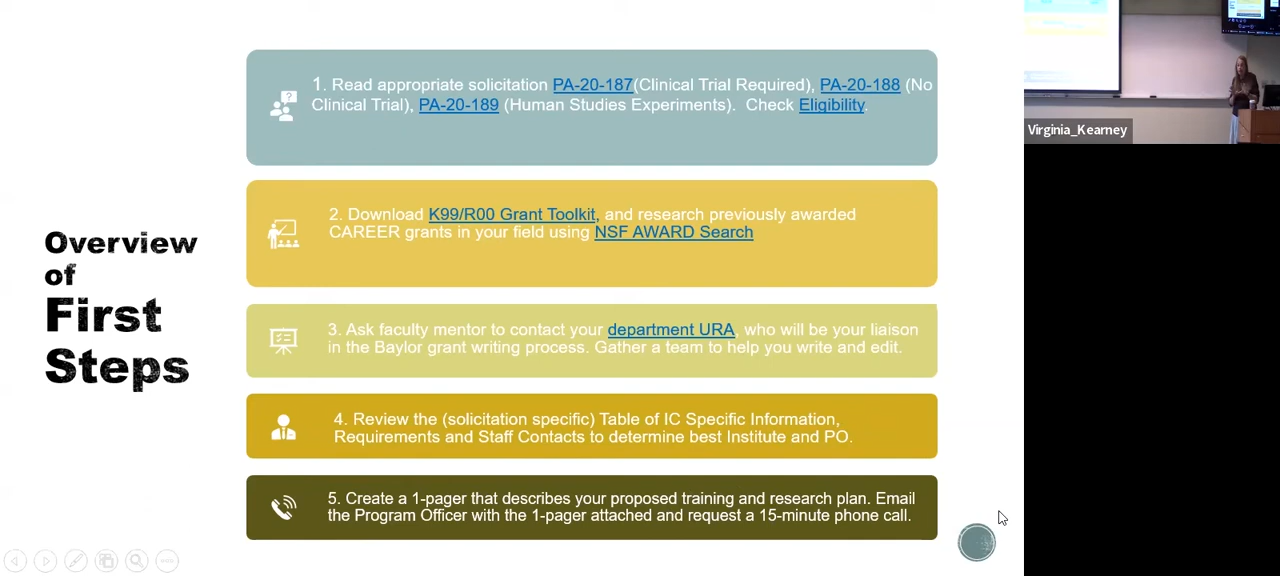 Overview
of
First
Steps
1. Read appropriate solicitation PA-20-187(Clinical Trial Required), PA-20-188 (No
Clinical Trial), PA-20-189 (Human Studies Experiments). Check Eligibility.
2. Download K99/R00 Grant Toolkit, and research previously awarded
CAREER grants in your field using NSF AWARD Search
3. Ask faculty mentor to contact your department URA, who will be your liaison
in the Baylor grant writing process. Gather a team to help you write and edit.
4. Review the (solicitation specific) Table of IC Specific Information,
Requirements and Staff Contacts to determine best Institute and PO.
5. Create a 1-pager that describes your proposed training and research plan. Email
the Program Officer with the 1-pager attached and request a 15-minute phone call.
Virginia_Kearney